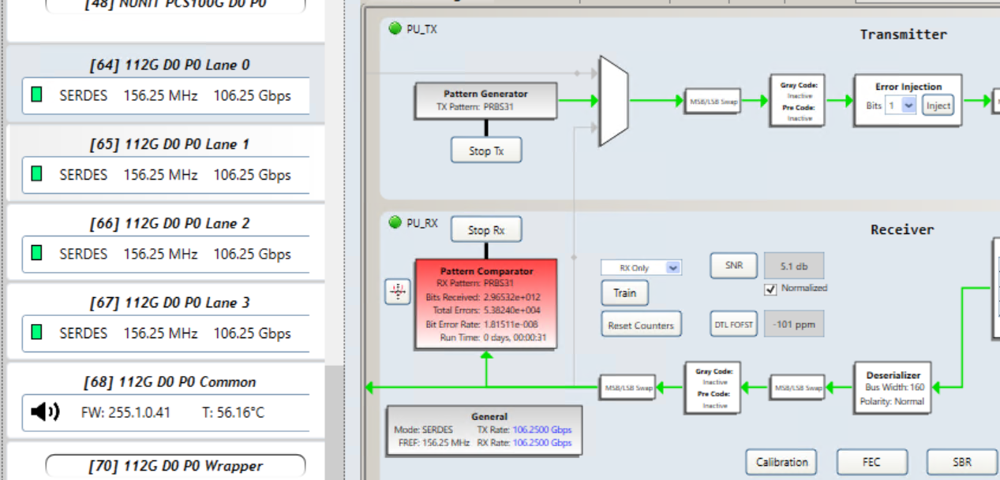 [48] NUNIT PCS100G D0 P0
[64] 112G D0 P0 Lane 0
SERDES 156.25 MHz 106.25 Gbps
[65] 112G D0 P0 Lane 1
SERDES 156.25 MHz 106.25 Gbps
[66] 112G D0 P0 Lane 2
SERDES 156.25 MHz 106.25 Gbps
[67] 112G D0 P0 Lane 3
SERDES 156.25 MHz 106.25 Gbps
[68] 112G D0 P0 Common
FW: 255.1.0.41 T: 56.16°C
[70] 112G D0 P0 Wrapper
PU_TX
Transmitter
Pattern Generator
TX Pattern: PRBS31
Stop Tx
MSB/LSB Swap
Gray Code:
Inactive
Pre Code:
Inactive
Error Injection
Bits 1 Inject
PU_RX
Stop Rx
Receiver
Pattern Comparator
RX Pattern: PRBS31
Bits Received: 2.96532e+012
Total Errors: 5.38240e+004
Bit Error Rate: 1.81511e-008
Run Time: 0 days, 00:00:31
RX Only
Train
Reset Counters
SNR 5.1 db
Normalized
DTL FOFST -101 ppm
MSB/LSB Swap
Gray Code:
Inactive
Pre Code:
Inactive
MSB/LSB Swap
Deserializer
Bus Width: 160
Polarity: Normal
General
Mode: SERDES TX Rate: 106.2500 Gbps
FREF: 156.25 MHz RX Rate: 106.2500 Gbps
Calibration FEC SBR